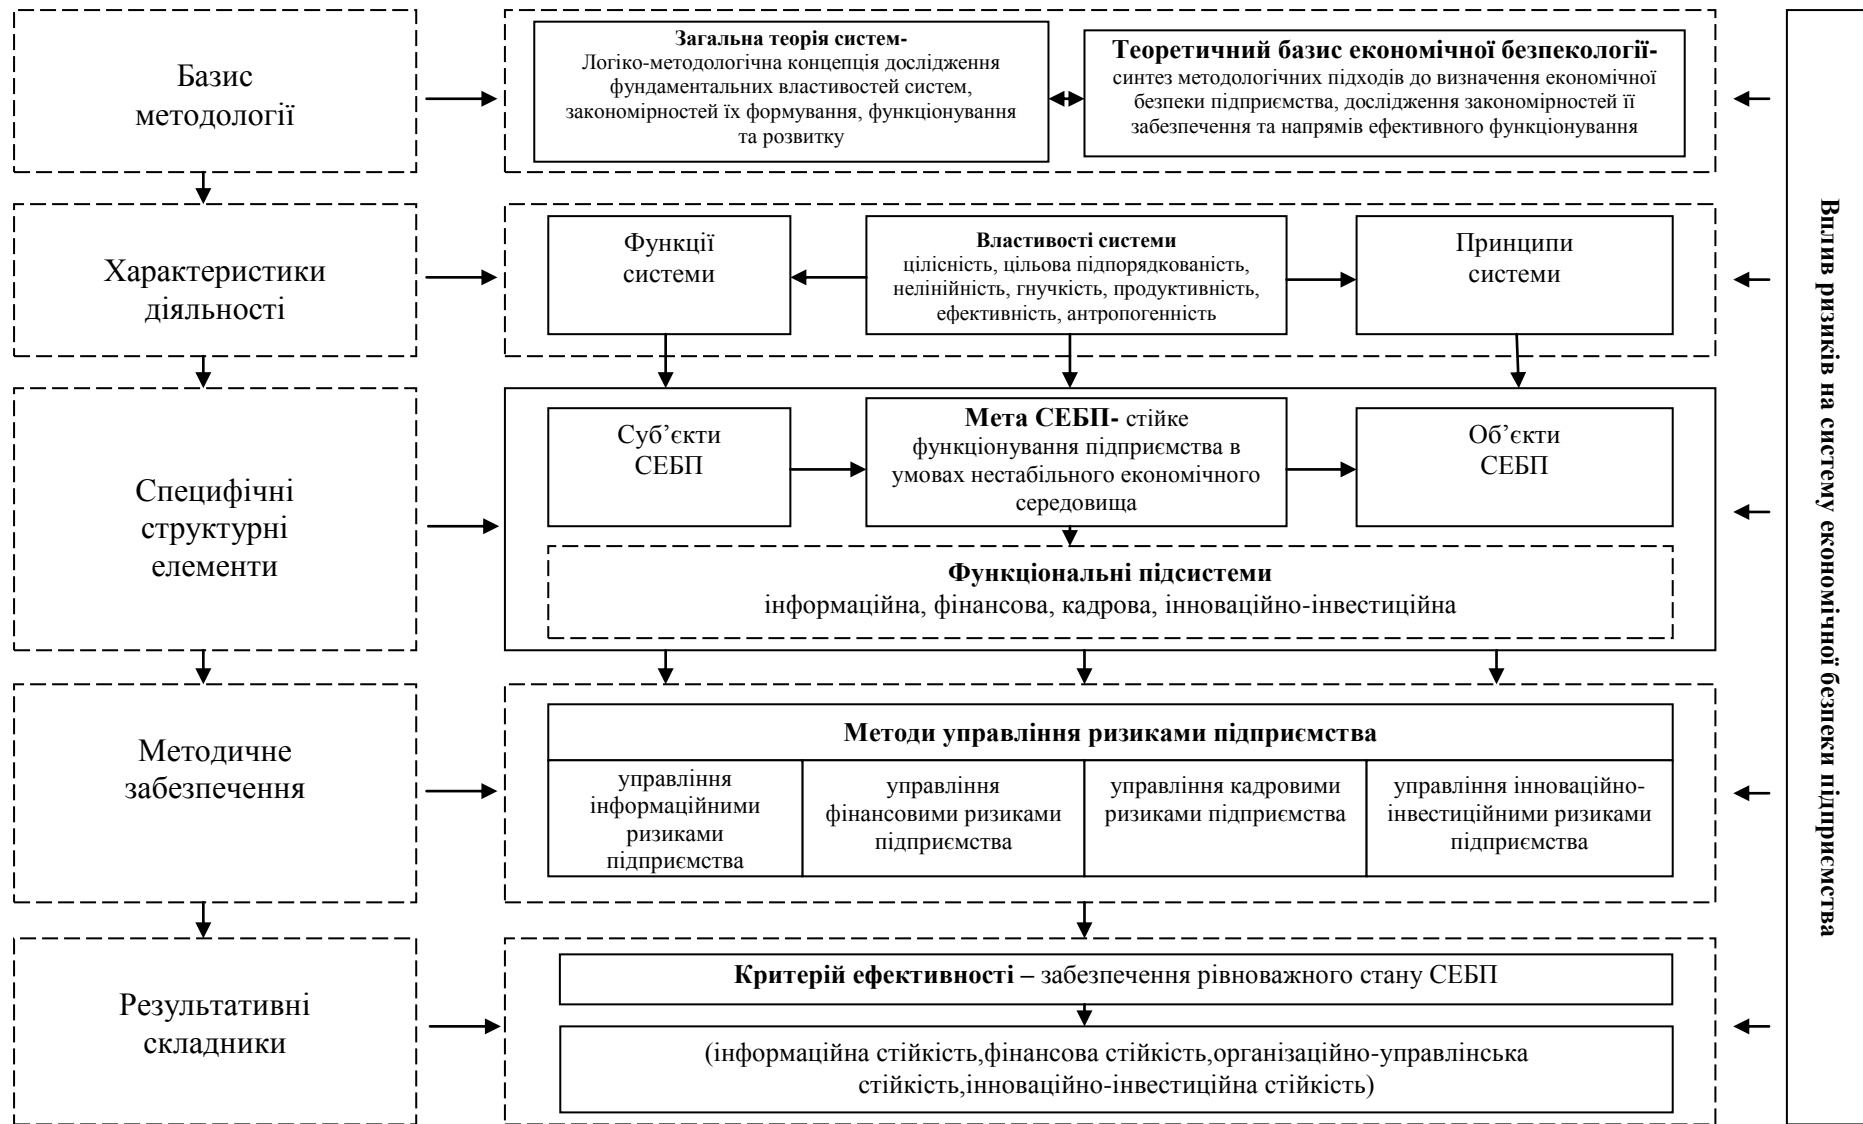 Базис
методології
Загальна теорія систем-
Логіко-методологічна концепція дослідження
фундаментальних властивостей систем,
закономірностей їх формування, функціонування
та розвитку
Теоретичний базис економічної безпекології-
синтез методологічних підходів до визначення економічної
безпеки підприємства, дослідження закономірностей її
забезпечення та напрямів ефективного функціонування
Характеристики
діяльності
Функції
системи
Властивості системи
цілісність, цільова підпорядкованість,
нелінійність, гнучкість, продуктивність,
ефективність, антропогенність
Принципи
системи
Специфічні
структурні
елементи
Суб’єкти
СЕБП
Мета СЕБП- стійке
функціонування підприємства в
умовах нестабільного економічного
середовища
Об’єкти
СЕБП
Функціональні підсистеми
інформаційна, фінансова, кадрова, інноваційно-інвестиційна
Методичне
забезпечення
Методи управління ризиками підприємства
управління
інформаційними
ризиками
підприємства
управління
фінансовими ризиками
підприємства
управління кадровими
ризиками підприємства
управління інноваційно-
інвестиційними ризиками
підприємства
Результативні
складники
Критерій ефективності – забезпечення рівноважного стану СЕБП
(інформаційна стійкість,фінансова стійкість,організаційно-управлінська
стійкість,інноваційно-інвестиційна стійкість)
Вплив ризиків на систему економічної безпеки підприємства